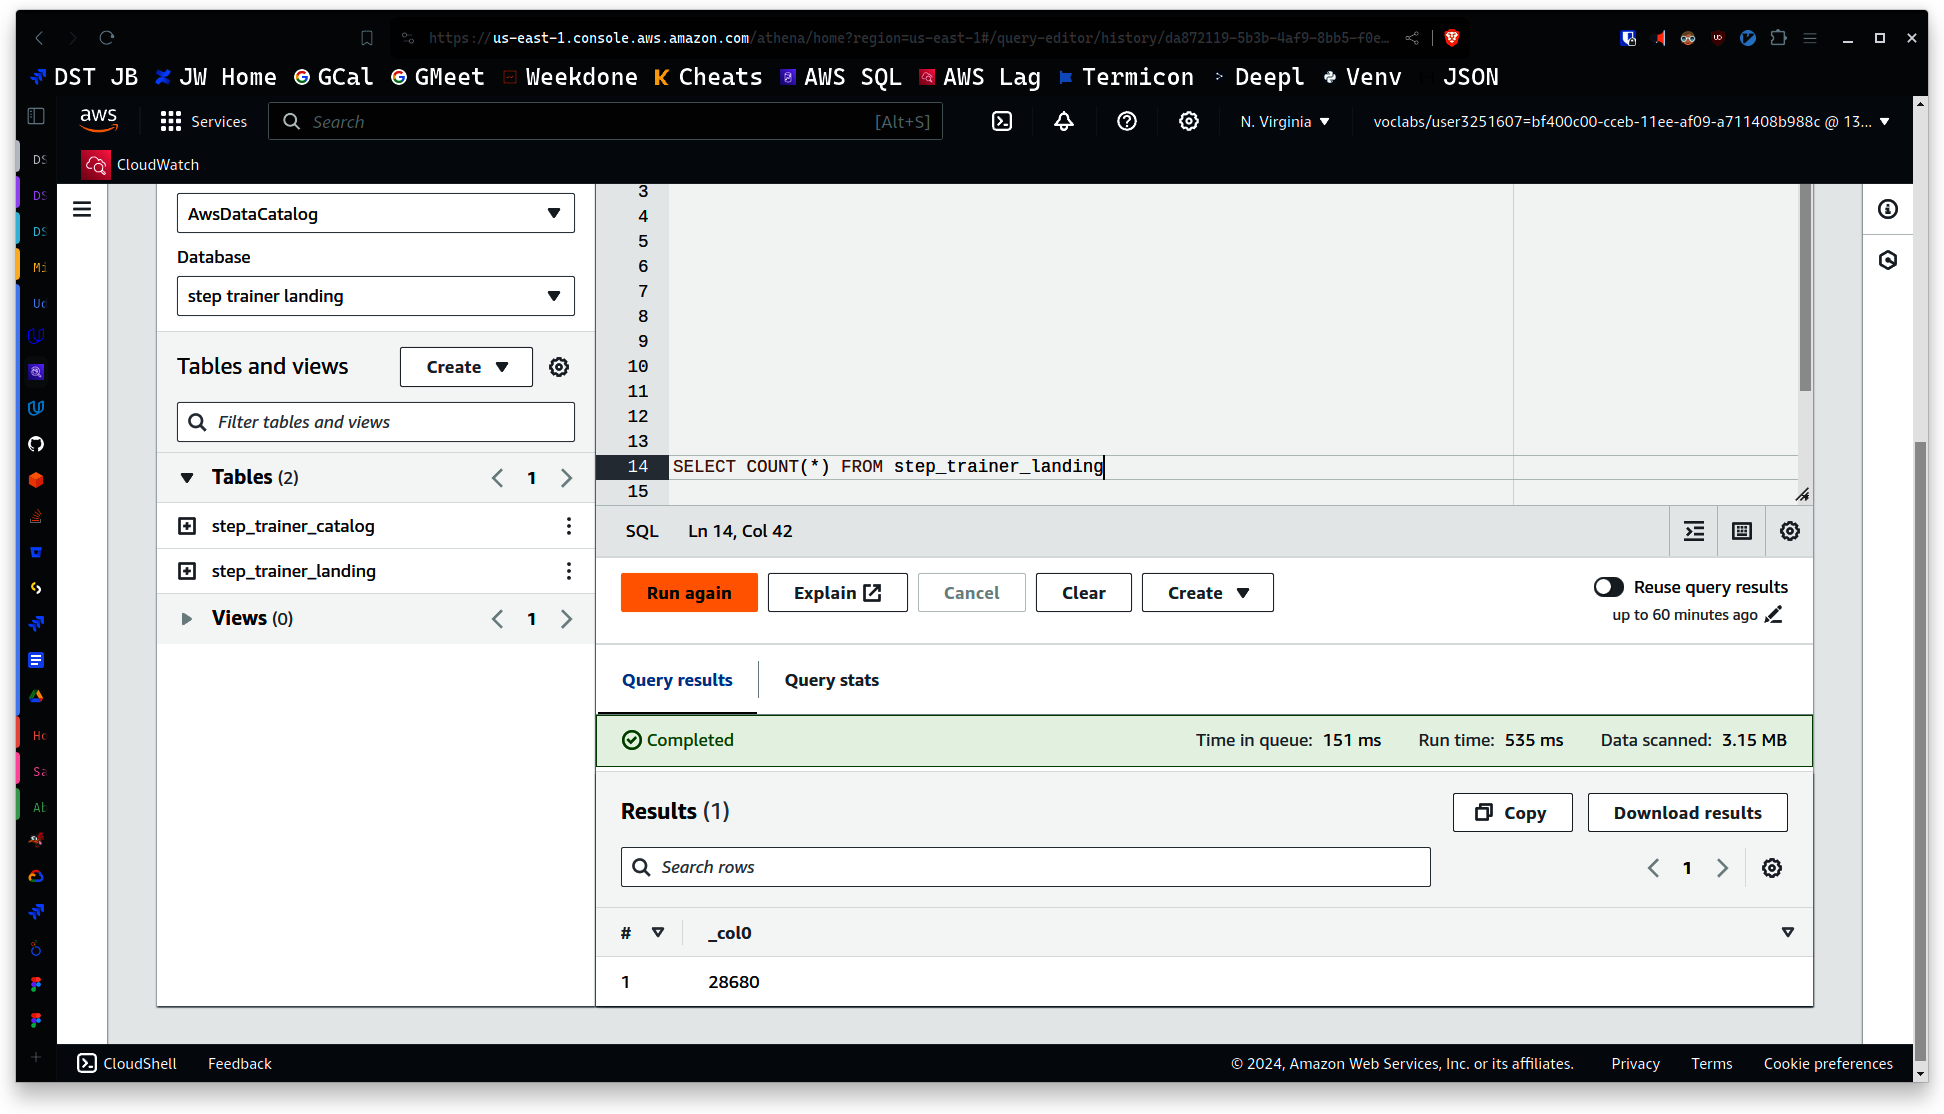 https://us-east-1.console.aws.amazon.com/athena/home?region=us-east-1#/query-editor/history/da872119-5b3b-4af9-8bb5-f0e…
DST JB JW Home GCal GMeet Weekdone Cheats AWS SQL AWS Lag Termicon Deepl Venv JSON
aws Services Search [Alt+S] N. Virginia voclabs/user3251607=bf400c00-cceb-11ee-af09-a711408b988c @ 13...
CloudWatch
DS
DS
DS
Mi
Ud
Ho
Sa
Ab
AwsDataCatalog
Database
step trainer landing
Tables and views Create
Filter tables and views
Tables (2) 1
step_trainer_catalog
step_trainer_landing
Views (0) 1
3
4
5
6
7
8
9
10
11
12
13
14 SELECT COUNT(*) FROM step_trainer_landing
15
SQL Ln 14, Col 42
Run again Explain Cancel Clear Create
Reuse query results
up to 60 minutes ago
Query results Query stats
Completed Time in queue: 151 ms Run time: 535 ms Data scanned: 3.15 MB
Results (1) Copy Download results
Search rows 1
# _col0
1 28680
CloudShell Feedback © 2024, Amazon Web Services, Inc. or its affiliates. Privacy Terms Cookie preferences